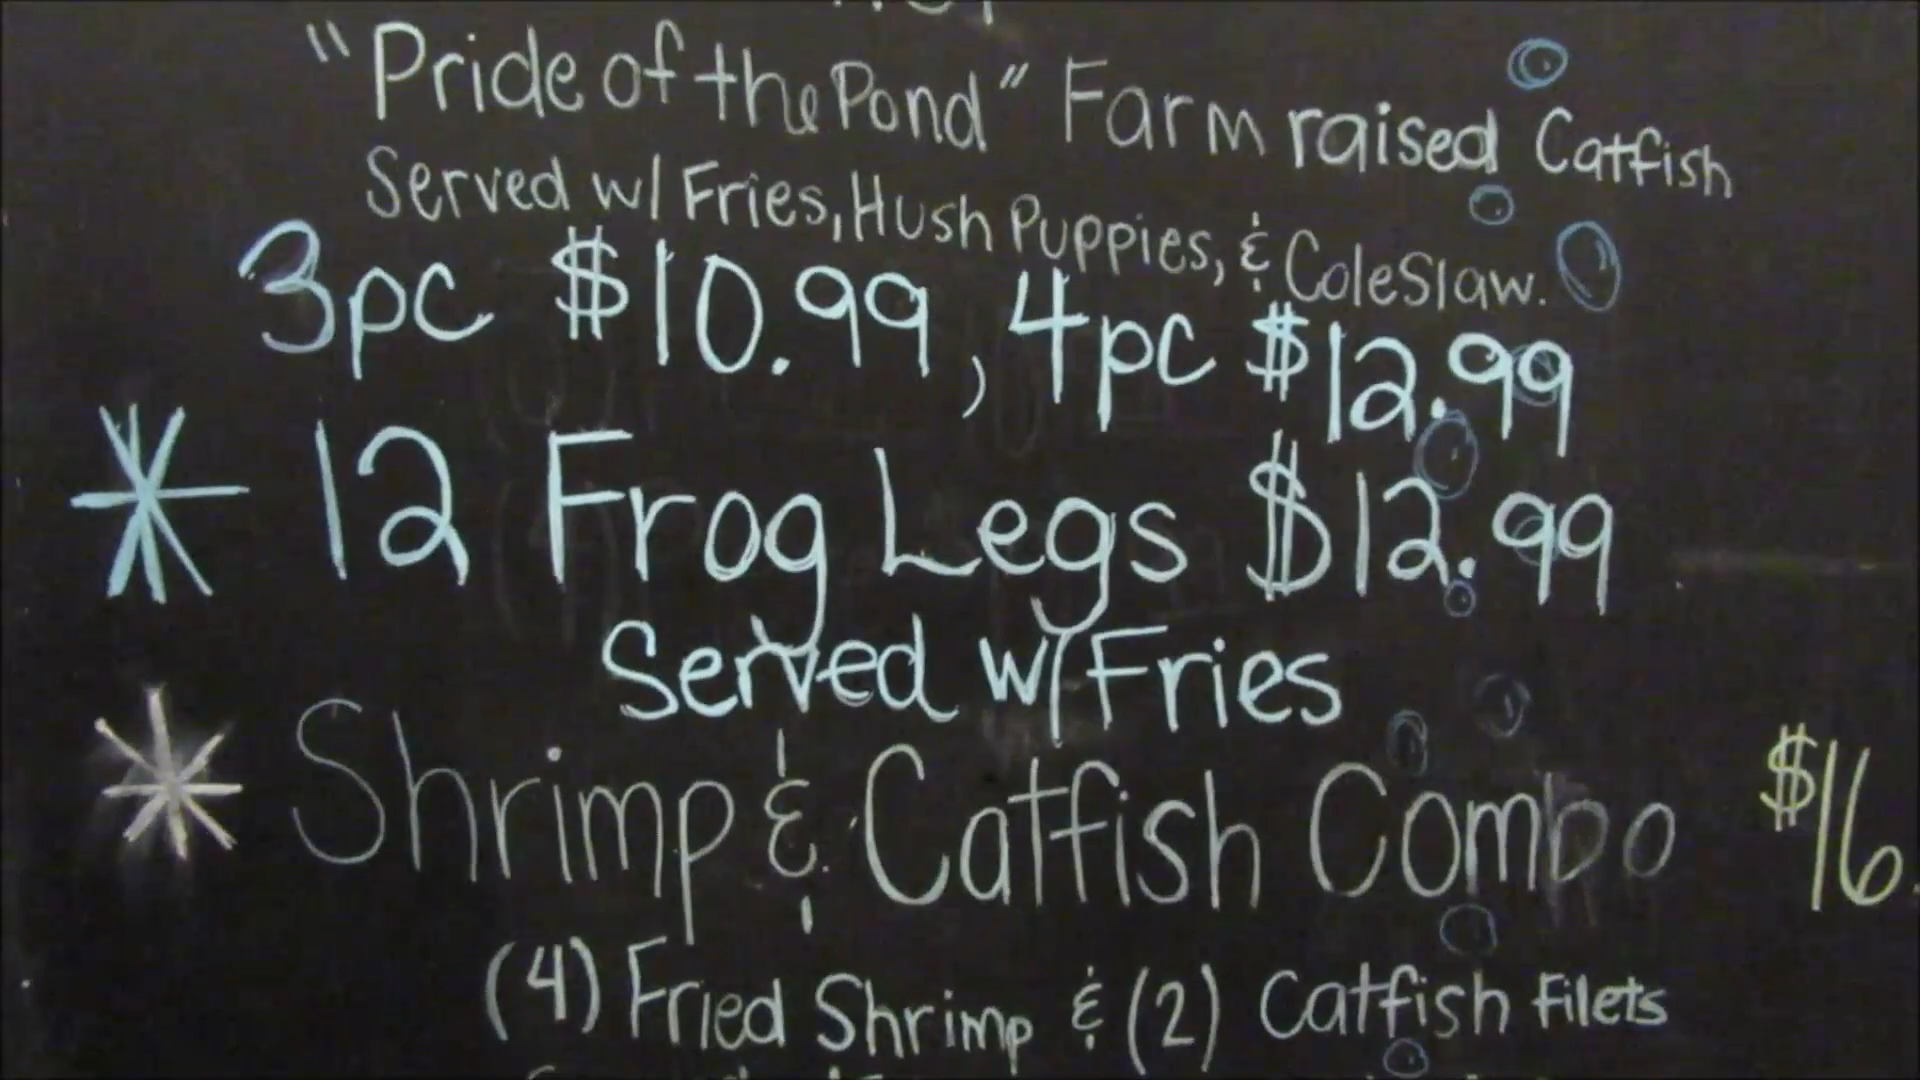 "Pride of the Pond" Farm raised Catfish
Served w/ Fries, Hush Puppies, & ColeSlaw.
3pc $10.99, 4pc $12.99
* 12 Frog Legs $12.99
Served w/ Fries
* Shrimp & Catfish Combo $16.
(4) Fried Shrimp & (2) Catfish Filets